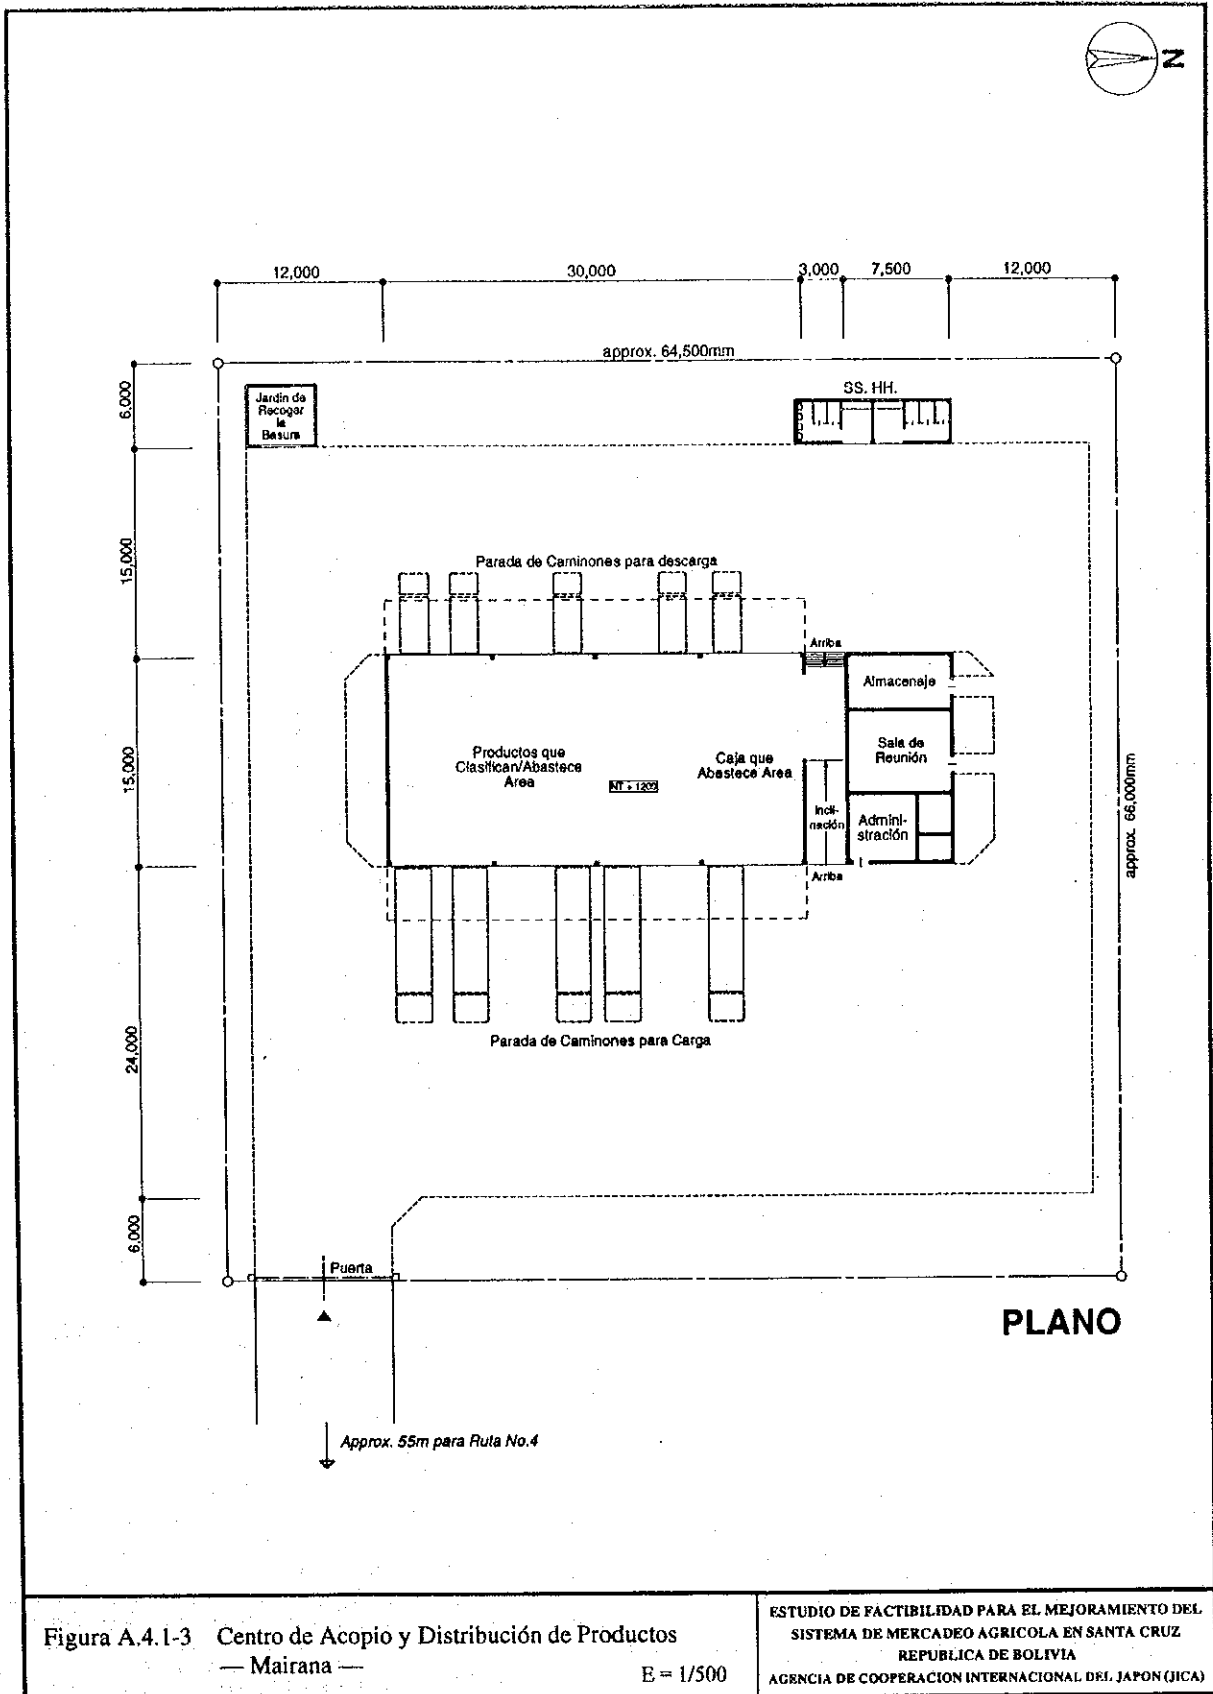 N
12,000
30,000
3,000
7,500
12,000
approx. 64,500mm
6,000
15,000
15,000
24,000
6,000
approx. 66,000mm
Jardin de
Recogar
la
Basura
SS. HH.
Parada de Caminones para descarga
Arriba
Almacenaje
Productos que
Clasifican/Abastece
Area
NT + 1200
Caja que
Abastece Area
Sala de
Reunión
Incli-
nación
Admini-
stración
Arriba
Parada de Caminones para Carga
Puerta
PLANO
Approx. 55m para Ruta No.4
Figura A.4.1-3 Centro de Acopio y Distribución de Productos
— Mairana —
E = 1/500
ESTUDIO DE FACTIBILIDAD PARA EL MEJORAMIENTO DEL
SISTEMA DE MERCADEO AGRICOLA EN SANTA CRUZ
REPUBLICA DE BOLIVIA
AGENCIA DE COOPERACION INTERNACIONAL DEL JAPON (JICA)